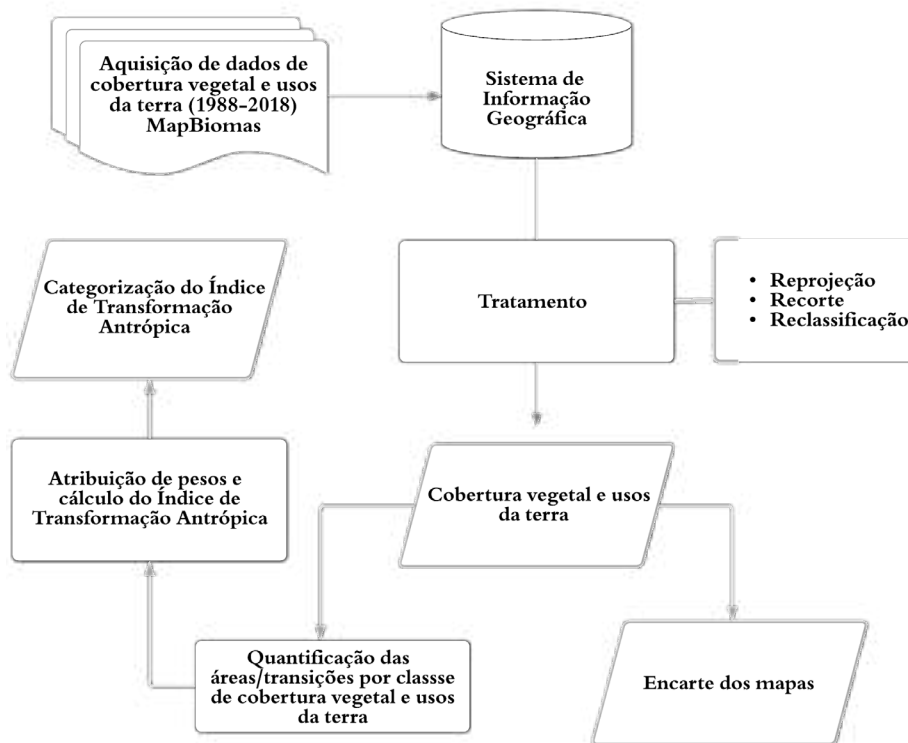 Aquisição de dados de
cobertura vegetal e usos
da terra (1988-2018)
MapBiomas
Sistema de
Informação
Geográfica
Tratamento
• Reprojeção
• Recorte
• Reclassificação
Categorização do Índice
de Transformação
Antrópica
Atribuição de pesos e
cálculo do Índice de
Transformação Antrópica
Cobertura vegetal e usos
da terra
Quantificação das
áreas/transições por classse
de cobertura vegetal e usos
da terra
Encarte dos mapas